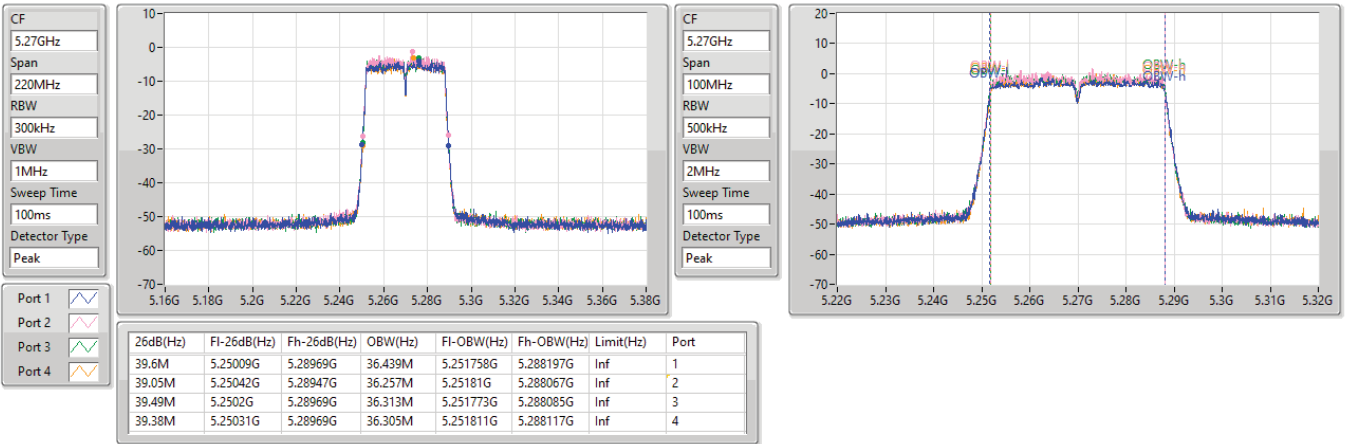 CF
5.27GHz
Span
220MHz
RBW
300kHz
VBW
1MHz
Sweep Time
100ms
Detector Type
Peak
10
0
-10
-20
-30
-40
-50
-60
-70
5.16G 5.18G 5.2G 5.22G 5.24G 5.26G 5.28G 5.3G 5.32G 5.34G 5.36G 5.38G
CF
5.27GHz
Span
100MHz
RBW
500kHz
VBW
2MHz
Sweep Time
100ms
Detector Type
Peak
20
10
0
-10
-20
-30
-40
-50
-60
-70
OBW-l
OBW-h
OBW-h
5.22G 5.23G 5.24G 5.25G 5.26G 5.27G 5.28G 5.29G 5.3G 5.31G 5.32G
Port 1
Port 2
Port 3
Port 4
26dB(Hz) Fl-26dB(Hz) Fh-26dB(Hz) OBW(Hz) Fl-OBW(Hz) Fh-OBW(Hz) Limit(Hz) Port
39.6M 5.25009G 5.28969G 36.439M 5.251758G 5.288197G Inf 1
39.05M 5.25042G 5.28947G 36.257M 5.25181G 5.288067G Inf 2
39.49M 5.2502G 5.28969G 36.313M 5.251773G 5.288085G Inf 3
39.38M 5.25031G 5.28969G 36.305M 5.251811G 5.288117G Inf 4